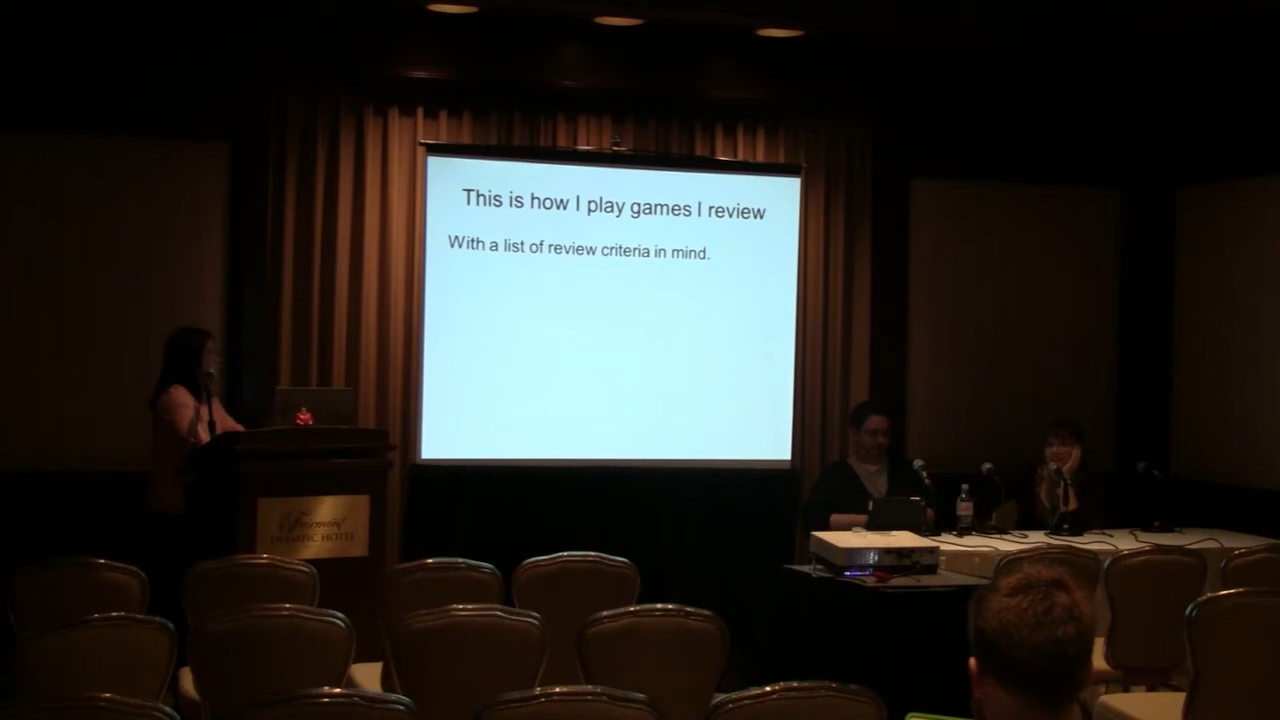 This is how I play games I review
With a list of review criteria in mind.
Fairmont
OLYMPIC HOTEL